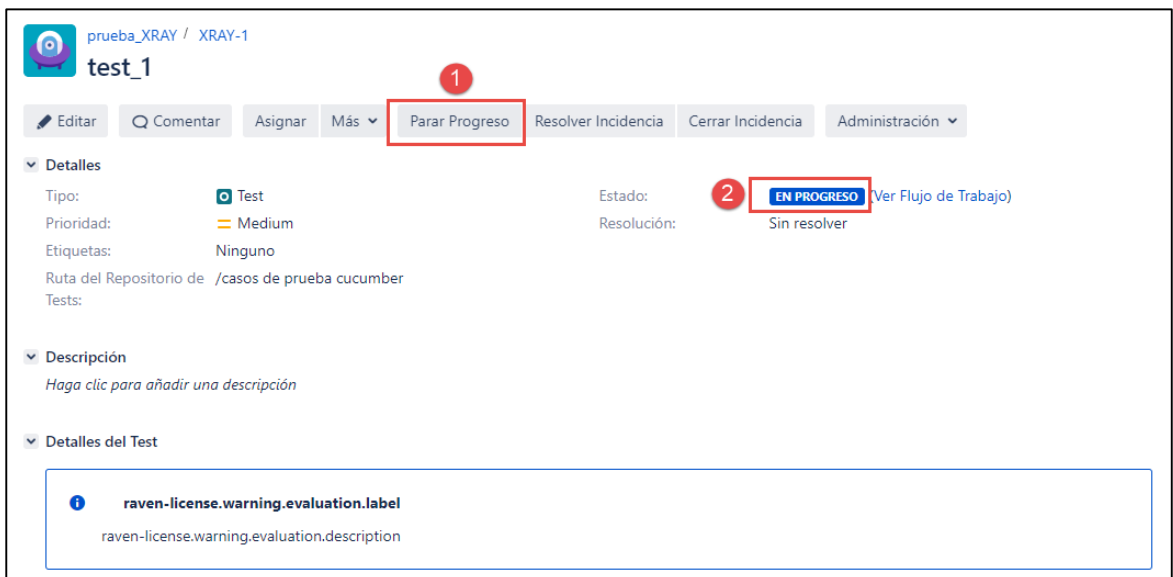 prueba_XRAY / XRAY-1
test_1
1
Editar Comentar Asignar Más Parar Progreso Resolver Incidencia Cerrar Incidencia Administración
Detalles
Tipo: Test Estado: 2 EN PROGRESO (Ver Flujo de Trabajo)
Prioridad: Medium Resolución: Sin resolver
Etiquetas: Ninguno
Ruta del Repositorio de /casos de prueba cucumber
Tests:
Descripción
Haga clic para añadir una descripción
Detalles del Test
raven-license.warning.evaluation.label
raven-license.warning.evaluation.description